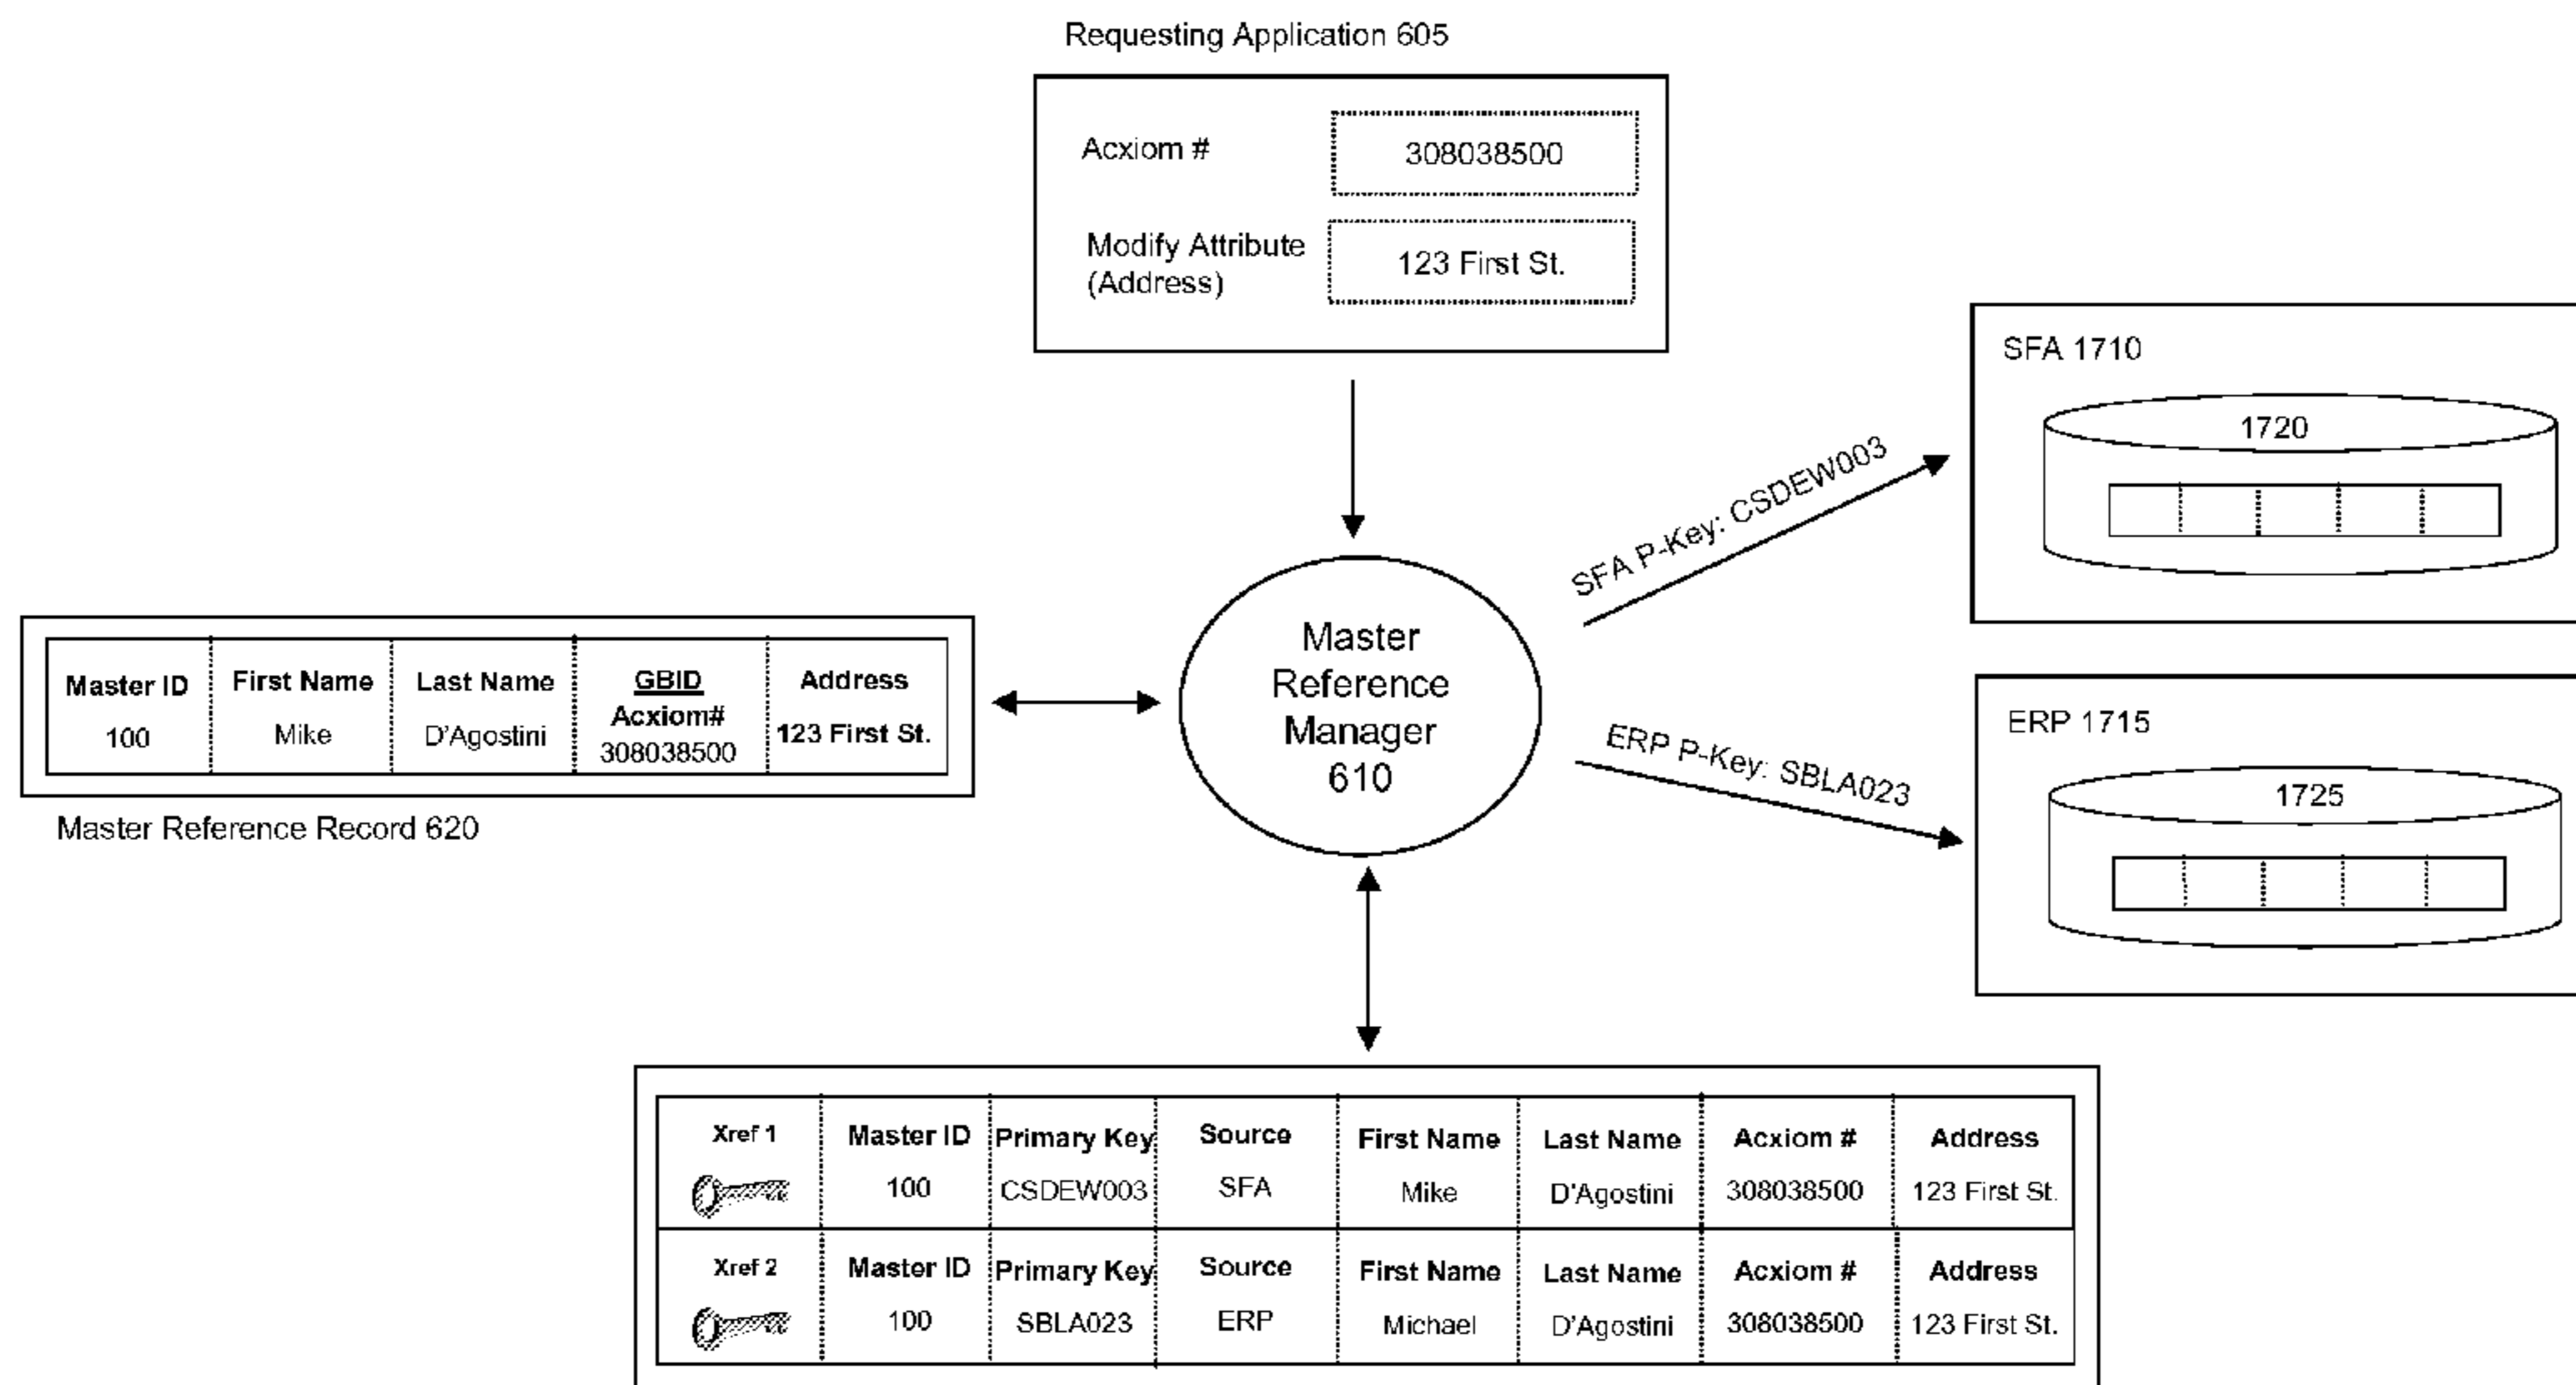 Requesting Application 605
Acxiom #
308038500
Modify Attribute
(Address)
123 First St.
SFA 1710
1720
SFA P-Key: CSDEW003
Master
Reference
Manager
610
Master ID First Name Last Name GBID Address
Acxiom#
100 Mike D'Agostini 308038500 123 First St.
Master Reference Record 620
ERP P-Key: SBLA023
ERP 1715
1725
Xref 1 Master ID Primary Key Source First Name Last Name Acxiom # Address
100 CSDEW003 SFA Mike D'Agostini 308038500 123 First St.
Xref 2 Master ID Primary Key Source First Name Last Name Acxiom # Address
100 SBLA023 ERP Michael D'Agostini 308038500 123 First St.